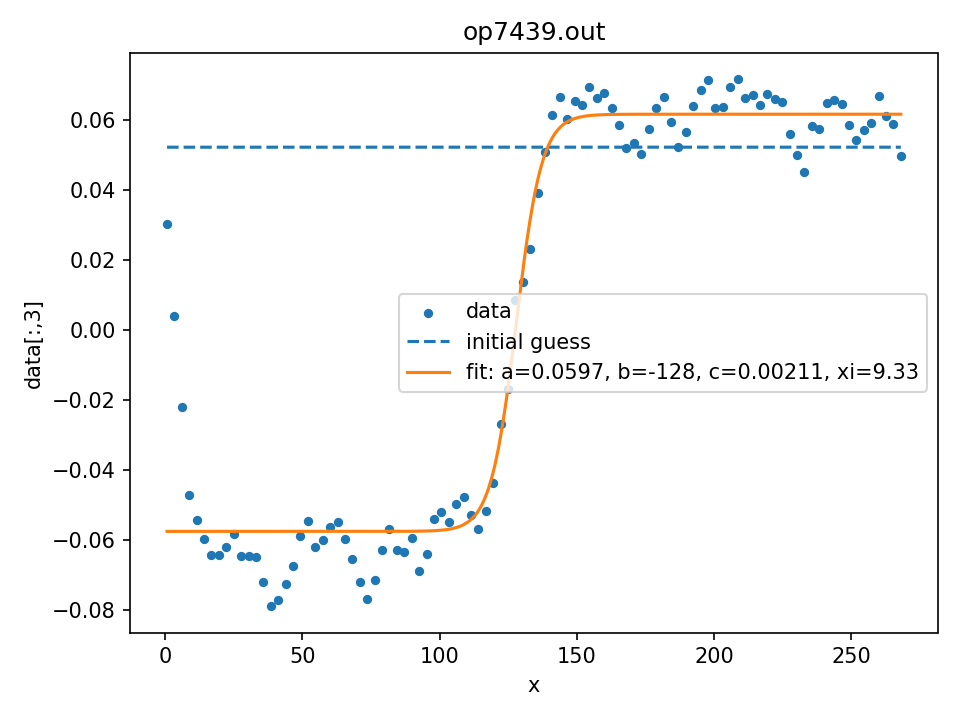 op7439.out
0.06
0.04
0.02
0.00
−0.02
−0.04
−0.06
−0.08
data[:,3]
data
initial guess
fit: a=0.0597, b=-128, c=0.00211, xi=9.33
0 50 100 150 200 250
x